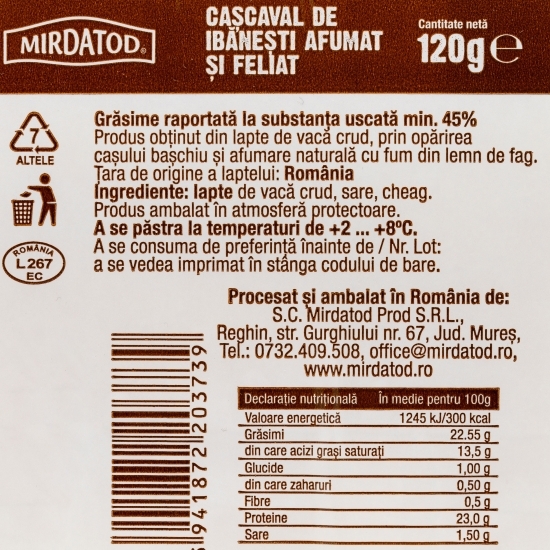 MIRDATOD®
CAȘCAVAL DE
IBĂNEȘTI AFUMAT
ȘI FELIAT
Cantitate netă
120g e
7
ALTELE
ROMÂNIA
L 267
EC
Grăsime raportată la substanța uscată min. 45%
Produs obținut din lapte de vacă crud, prin opărirea
cașului bașchiu și afumare naturală cu fum din lemn de fag.
Țara de origine a laptelui: România
Ingrediente: lapte de vacă crud, sare, cheag.
Produs ambalat în atmosferă protectoare.
A se păstra la temperaturi de +2 ... +8ºC.
A se consuma de preferință înainte de / Nr. Lot:
a se vedea imprimat în stânga codului de bare.
Procesat și ambalat în România de:
S.C. Mirdatod Prod S.R.L.,
Reghin, str. Gurghiului nr. 67, Jud. Mureș,
Tel.: 0732.409.508, office@mirdatod.ro,
www.mirdatod.ro
941872 203739
Declarație nutrițională În medie pentru 100g
Valoare energetică 1245 kJ/300 kcal
Grăsimi 22.55 g
din care acizi grași saturați 13,5 g
Glucide 1,00 g
din care zaharuri 0,50 g
Fibre 0,5 g
Proteine 23,0 g
Sare 1,50 g